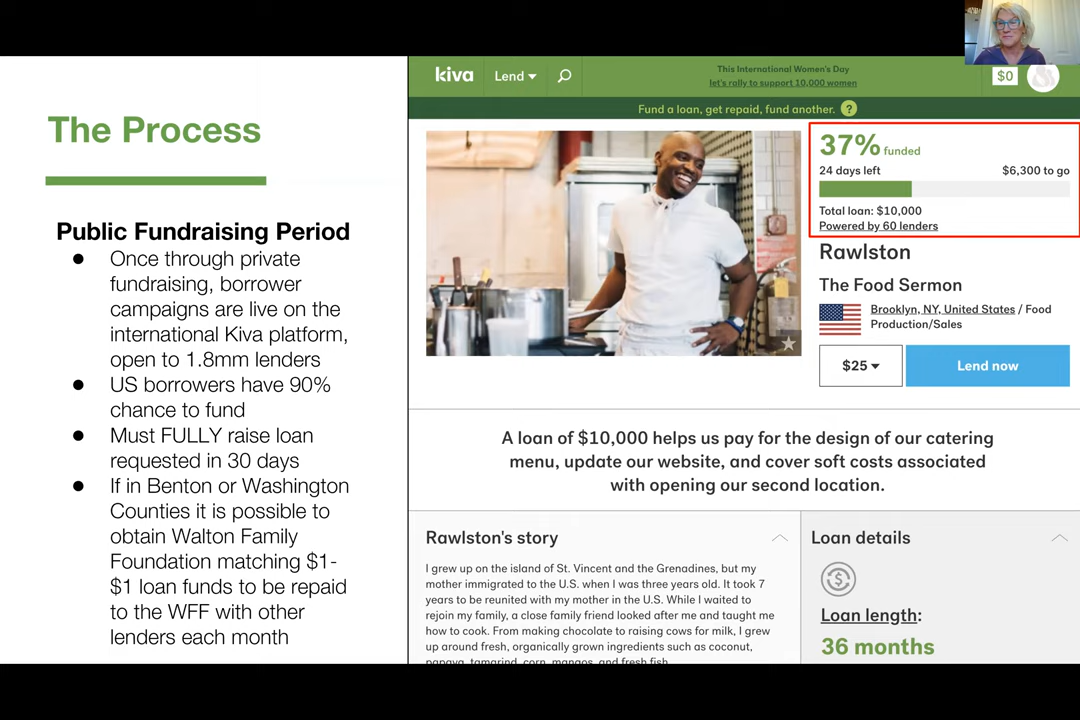 The Process
Public Fundraising Period
● Once through private
fundraising, borrower
campaigns are live on the
international Kiva platform,
open to 1.8mm lenders
● US borrowers have 90%
chance to fund
● Must FULLY raise loan
requested in 30 days
● If in Benton or Washington
Counties it is possible to
obtain Walton Family
Foundation matching $1-
$1 loan funds to be repaid
to the WFF with other
lenders each month
kiva
Lend
This International Women's Day
let's rally to support 10,000 women
$0
Fund a loan, get repaid, fund another. ?
37% funded
24 days left $6,300 to go
Total loan: $10,000
Powered by 60 lenders
Rawlston
The Food Sermon
Brooklyn, NY, United States / Food
Production/Sales
$25
Lend now
A loan of $10,000 helps us pay for the design of our catering
menu, update our website, and cover soft costs associated
with opening our second location.
Rawlston's story
I grew up on the island of St. Vincent and the Grenadines, but my
mother immigrated to the U.S. when I was three years old. It took 7
years to be reunited with my mother in the U.S. While I waited to
rejoin my family, a close family friend looked after me and taught me
how to cook. From making chocolate to raising cows for milk, I grew
up around fresh, organically grown ingredients such as coconut,
papaya, tamarind, corn, mangos, and fresh fish.
Loan details
Loan length:
36 months